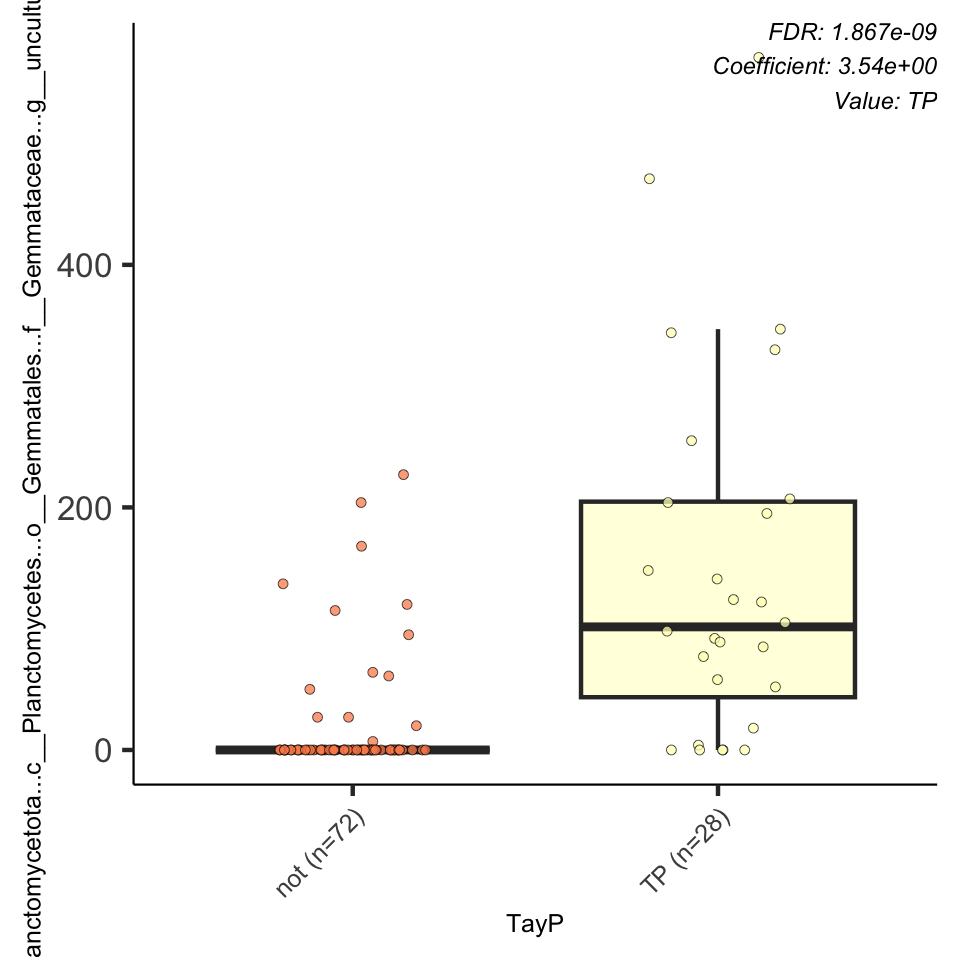 FDR: 1.867e-09
Coefficient: 3.54e+00
Value: TP
anctomycetota...c__Planctomycetes...o__Gemmatales...f__Gemmataceae...g__uncultu
400
200
0
not (n=72)
TP (n=28)
TayP